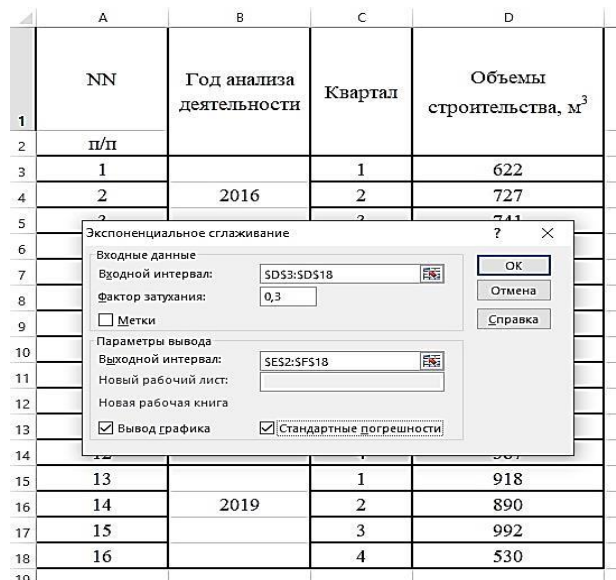 A B C D
1 NN Год анализа деятельности Квартал Объемы строительства, м³
2 п/п
3 1 1 622
4 2 2016 2 727
5
Экспоненциальное сглаживание ? ×
6 Входные данные
7 Входной интервал: $D$3:$D$18 ОК
8 Фактор затухания: 0,3 Отмена
9 Метки Справка
10 Параметры вывода
Выходной интервал: $E$2:$F$18
11 Новый рабочий лист:
12 Новая рабочая книга
13 Вывод графика Стандартные погрешности
14
15 13 1 918
16 14 2019 2 890
17 15 3 992
18 16 4 530